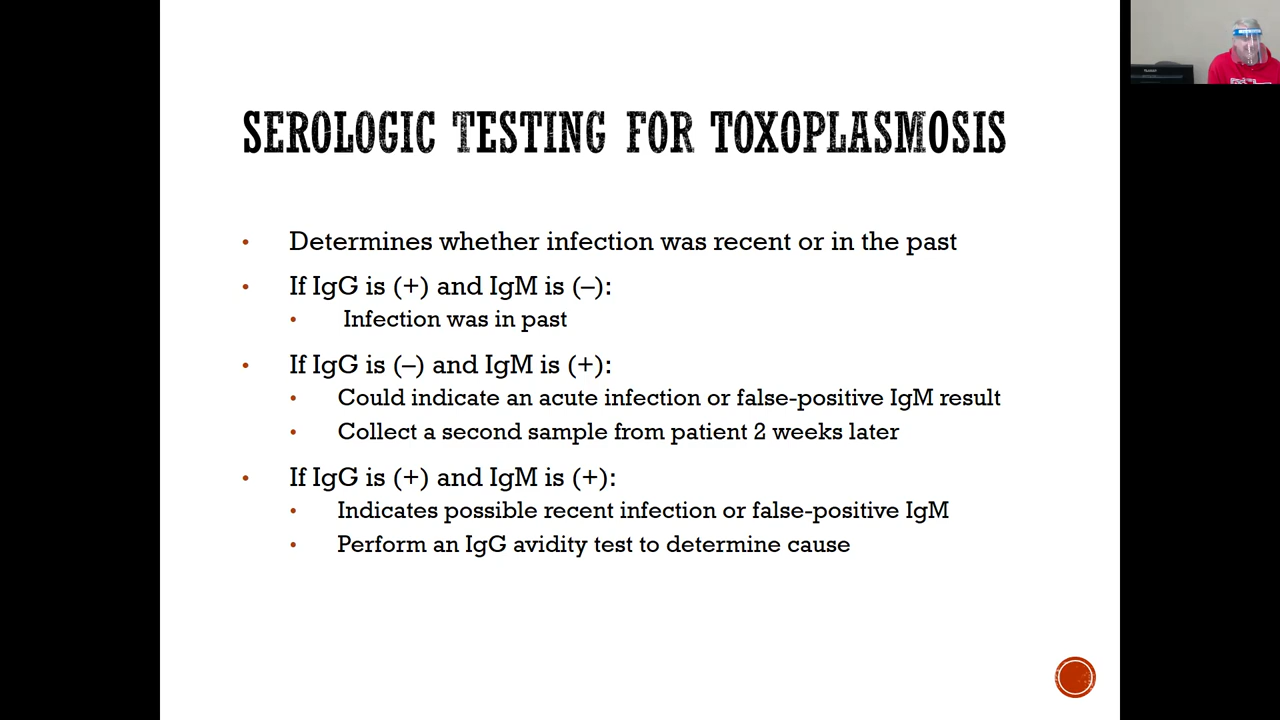 SEROLOGIC TESTING FOR TOXOPLASMOSIS
• Determines whether infection was recent or in the past
• If IgG is (+) and IgM is (–):
• Infection was in past
• If IgG is (–) and IgM is (+):
• Could indicate an acute infection or false-positive IgM result
• Collect a second sample from patient 2 weeks later
• If IgG is (+) and IgM is (+):
• Indicates possible recent infection or false-positive IgM
• Perform an IgG avidity test to determine cause